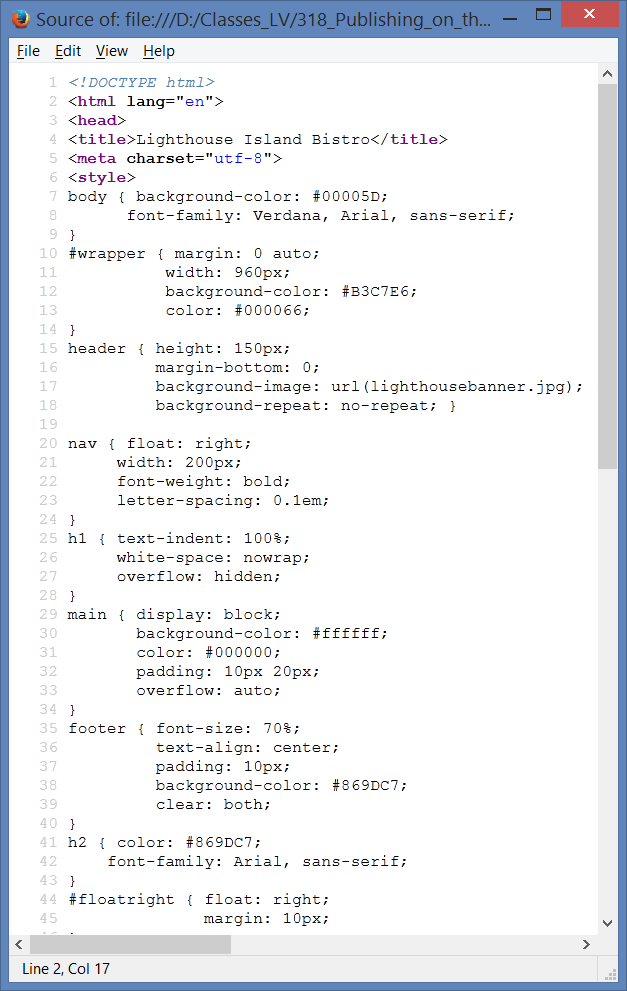 Source of: file:///D:/Classes_LV/318_Publishing_on_th...
File Edit View Help
1 <!DOCTYPE html>
2 <html lang="en">
3 <head>
4 <title>Lighthouse Island Bistro</title>
5 <meta charset="utf-8">
6 <style>
7 body { background-color: #00005D;
8       font-family: Verdana, Arial, sans-serif;
9 }
10 #wrapper { margin: 0 auto;
11           width: 960px;
12           background-color: #B3C7E6;
13           color: #000066;
14 }
15 header { height: 150px;
16          margin-bottom: 0;
17          background-image: url(lighthousebanner.jpg);
18          background-repeat: no-repeat; }
19
20 nav { float: right;
21      width: 200px;
22      font-weight: bold;
23      letter-spacing: 0.1em;
24 }
25 h1 { text-indent: 100%;
26      white-space: nowrap;
27      overflow: hidden;
28 }
29 main { display: block;
30        background-color: #ffffff;
31        color: #000000;
32        padding: 10px 20px;
33        overflow: auto;
34 }
35 footer { font-size: 70%;
36          text-align: center;
37          padding: 10px;
38          background-color: #869DC7;
39          clear: both;
40 }
41 h2 { color: #869DC7;
42     font-family: Arial, sans-serif;
43 }
44 #floatright { float: right;
45               margin: 10px;
Line 2, Col 17